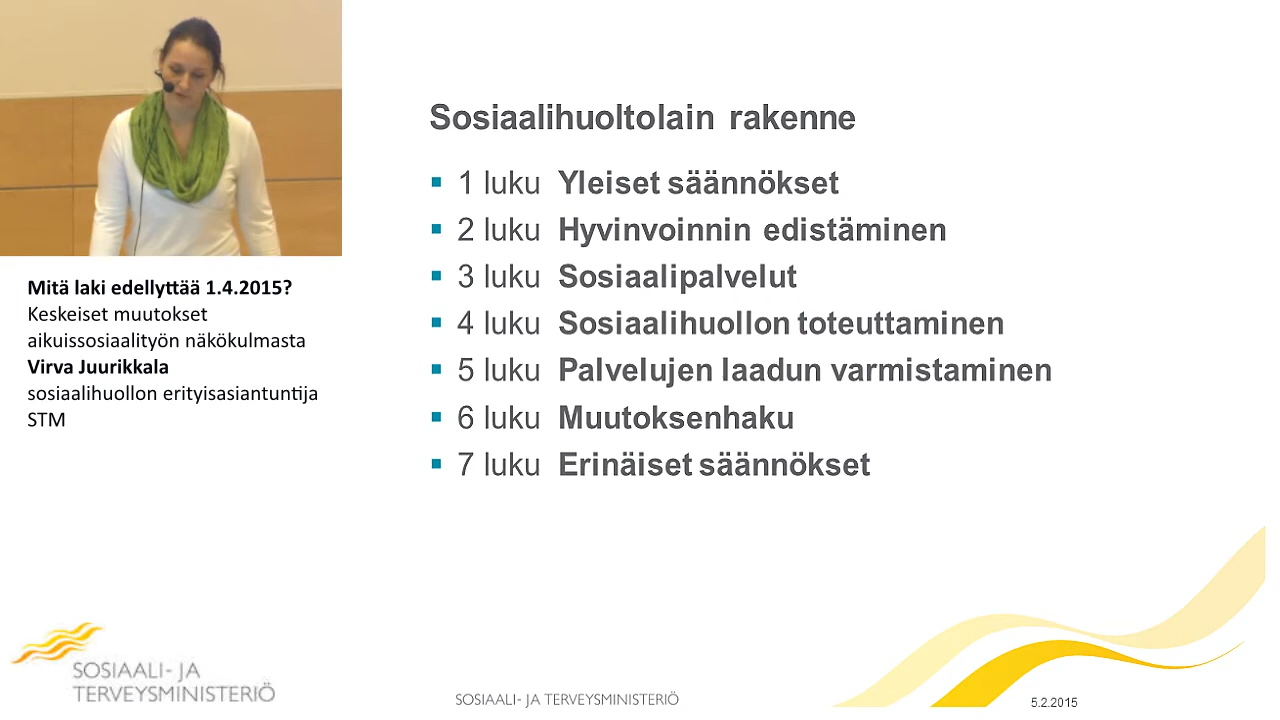 Mitä laki edellyttää 1.4.2015?
Keskeiset muutokset
aikuissosiaalityön näkökulmasta
Virva Juurikkala
sosiaalihuollon erityisasiantuntija
STM
SOSIAALI- JA
TERVEYSMINISTERIÖ
Sosiaalihuoltolain rakenne
1 luku Yleiset säännökset
2 luku Hyvinvoinnin edistäminen
3 luku Sosiaalipalvelut
4 luku Sosiaalihuollon toteuttaminen
5 luku Palvelujen laadun varmistaminen
6 luku Muutoksenhaku
7 luku Erinäiset säännökset
SOSIAALI- JA TERVEYSMINISTERIÖ
5.2.2015